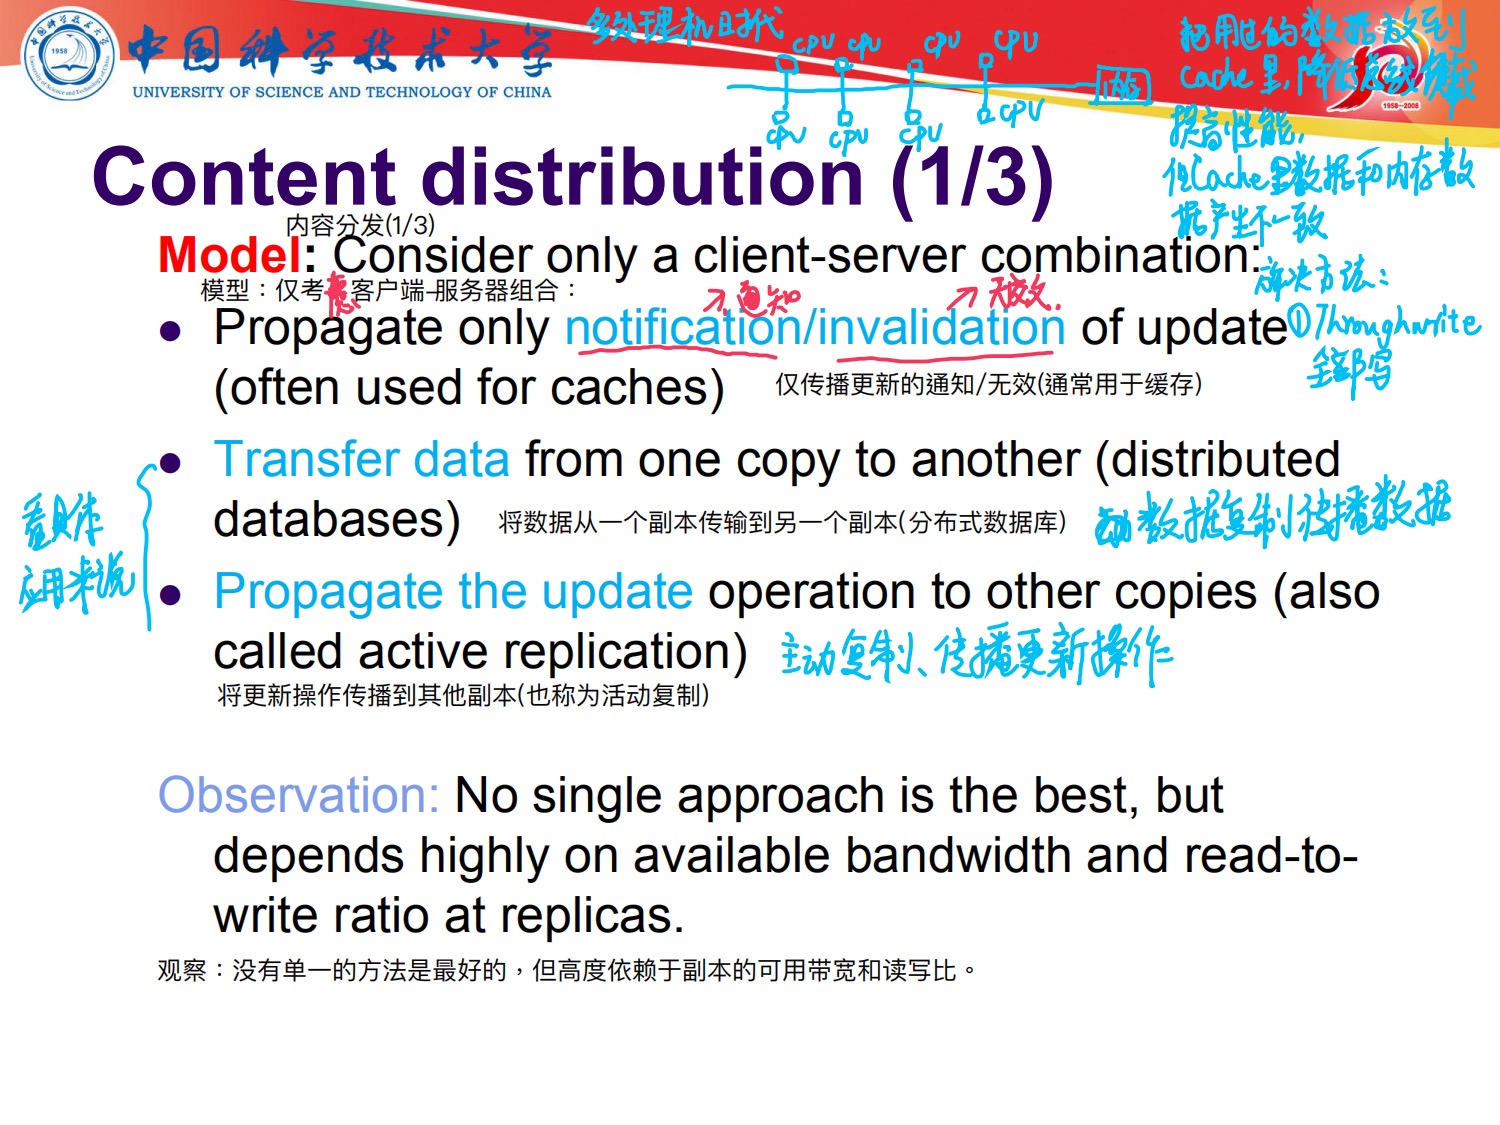 中国科学技术大学
UNIVERSITY OF SCIENCE AND TECHNOLOGY OF CHINA
1958
1958-2008
多处理机时代
CPU CPU CPU CPU
CPU CPU CPU CPU
把用过的数据放到
Cache里,降低总线负载
提高性能,
但Cache里数据和内存数
据产生不一致
解决方法:
①Throughwrite
全部写
Content distribution (1/3)
内容分发(1/3)
Model: Consider only a client-server combination:
模型：仅考虑客户端-服务器组合：
通知
无效
Propagate only notification/invalidation of update
(often used for caches)
仅传播更新的通知/无效(通常用于缓存)
看具体
应用来说
Transfer data from one copy to another (distributed
databases)
将数据从一个副本传输到另一个副本(分布式数据库)
数据复制传播数据
Propagate the update operation to other copies (also
called active replication)
主动复制、传播更新操作
将更新操作传播到其他副本(也称为活动复制)
Observation: No single approach is the best, but
depends highly on available bandwidth and read-to-
write ratio at replicas.
观察：没有单一的方法是最好的，但高度依赖于副本的可用带宽和读写比。